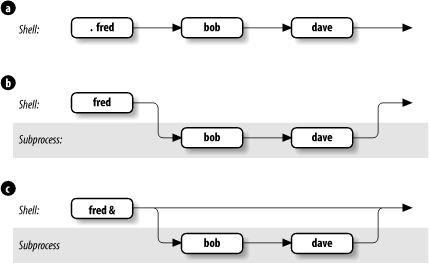 a
Shell: . fred bob dave
b
Shell: fred
Subprocess: bob dave
c
Shell: fred &
Subprocess bob dave